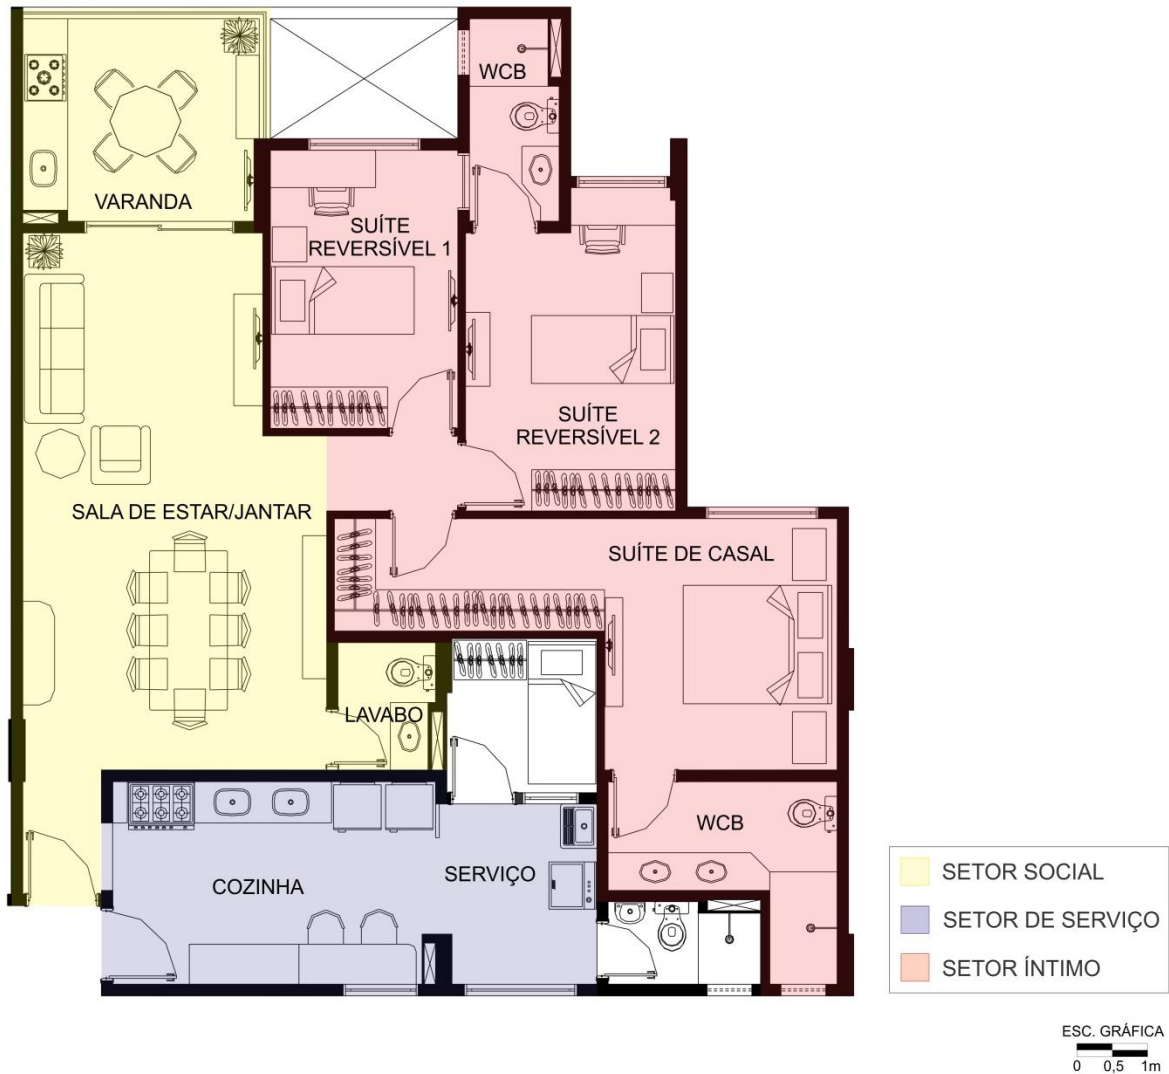 WCB
VARANDA
SUÍTE
REVERSÍVEL 1
SUÍTE
REVERSÍVEL 2
SALA DE ESTAR/JANTAR
SUÍTE DE CASAL
LAVABO
WCB
SERVIÇO
COZINHA
SETOR SOCIAL
SETOR DE SERVIÇO
SETOR ÍNTIMO
ESC. GRÁFICA
0 0,5 1m